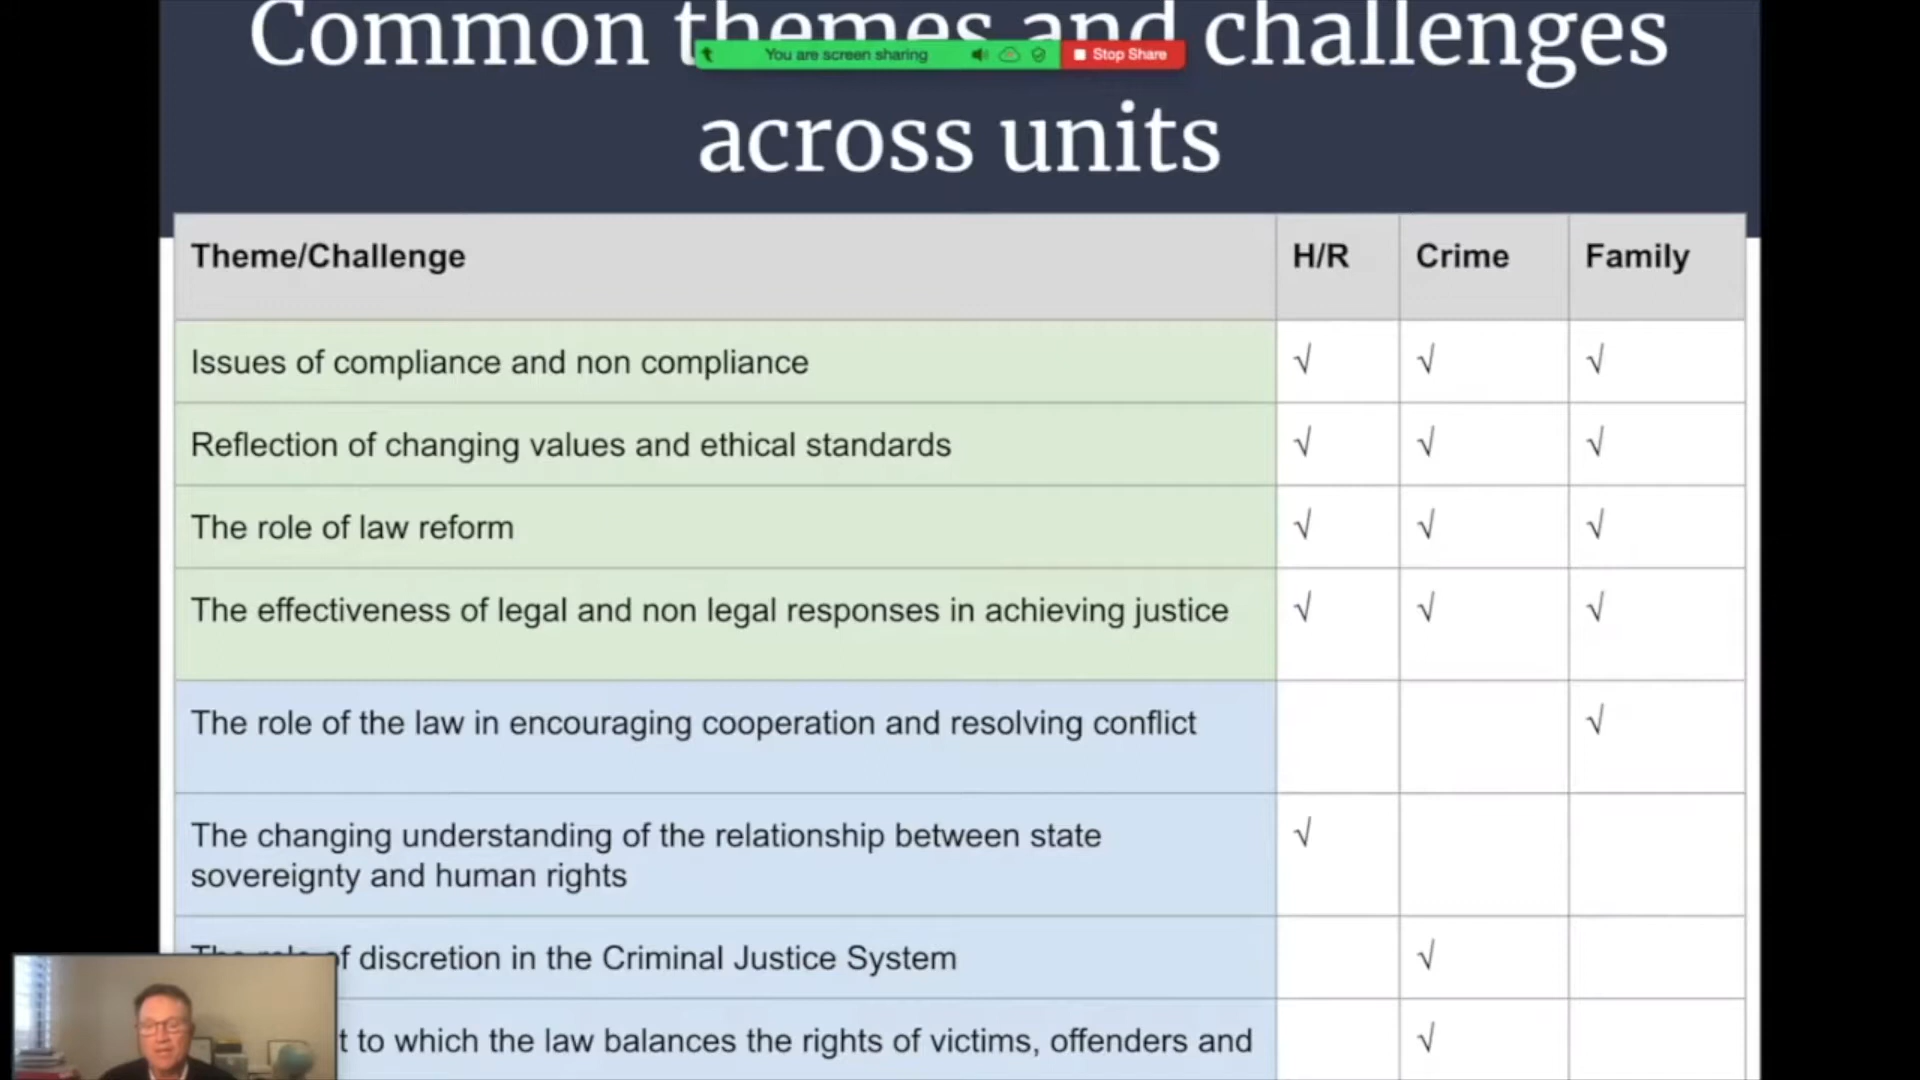 Common themes and challenges
You are screen sharing
Stop Share
across units
Theme/Challenge H/R Crime Family
Issues of compliance and non compliance √ √ √
Reflection of changing values and ethical standards √ √ √
The role of law reform √ √ √
The effectiveness of legal and non legal responses in achieving justice √ √ √
The role of the law in encouraging cooperation and resolving conflict √
The changing understanding of the relationship between state √
sovereignty and human rights
The role of discretion in the Criminal Justice System √
to which the law balances the rights of victims, offenders and √